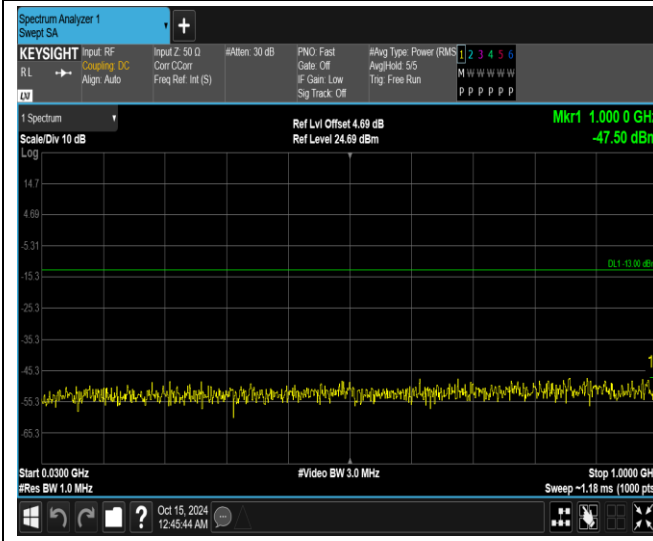 Spectrum Analyzer 1
Swept SA
+
KEYSIGHT
RL
LXI
Input: RF
Coupling: DC
Align: Auto
Input Z: 50 Ω
Corr CCorr
Freq Ref: Int (S)
#Atten: 30 dB
PNO: Fast
Gate: Off
IF Gain: Low
Sig Track: Off
#Avg Type: Power (RMS
Avg|Hold: 5/5
Trig: Free Run
1 2 3 4 5 6
M W W W W W
P P P P P P
1 Spectrum
Scale/Div 10 dB
Log
Ref Lvl Offset 4.69 dB
Ref Level 24.69 dBm
Mkr1 1.000 0 GHz
-47.50 dBm
14.7
4.69
-5.31
-15.3
-25.3
-35.3
-45.3
-55.3
-65.3
DL1 -13.00 dBm
1
Start 0.0300 GHz
#Res BW 1.0 MHz
#Video BW 3.0 MHz
Stop 1.0000 GHz
Sweep ~1.18 ms (1000 pts
?
Oct 15, 2024
12:45:44 AM